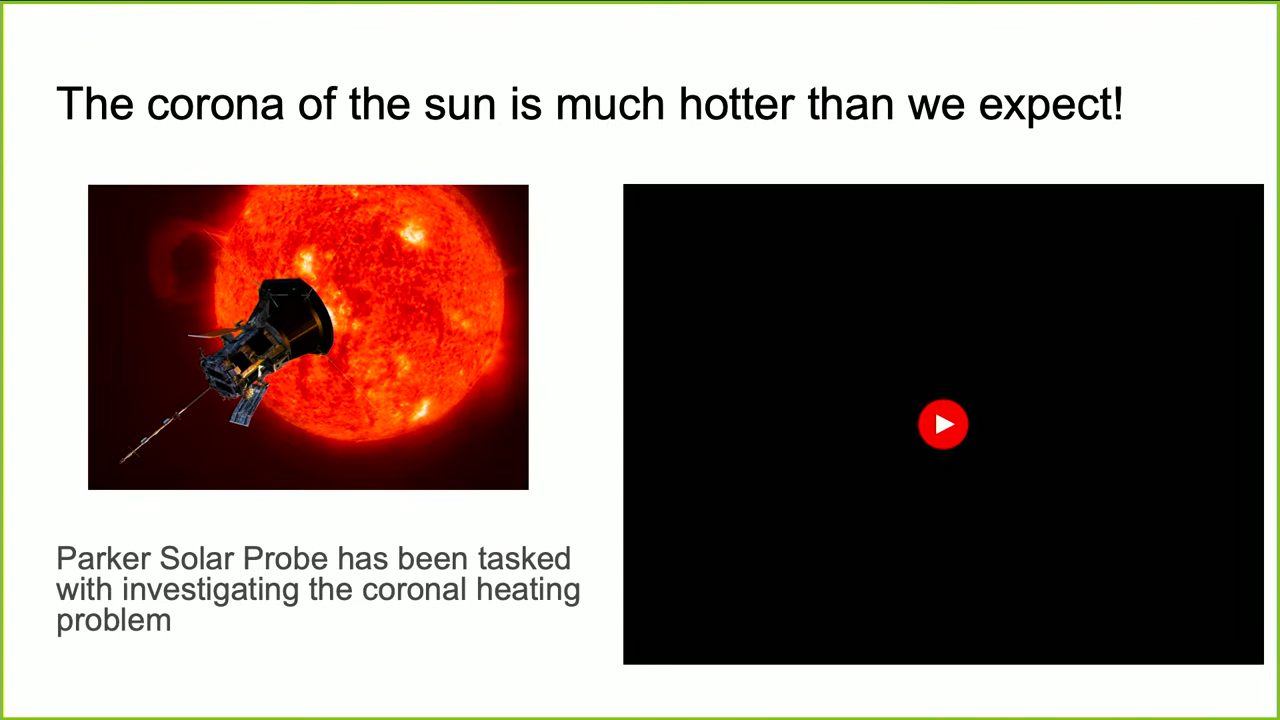 The corona of the sun is much hotter than we expect!
Parker Solar Probe has been tasked
with investigating the coronal heating
problem